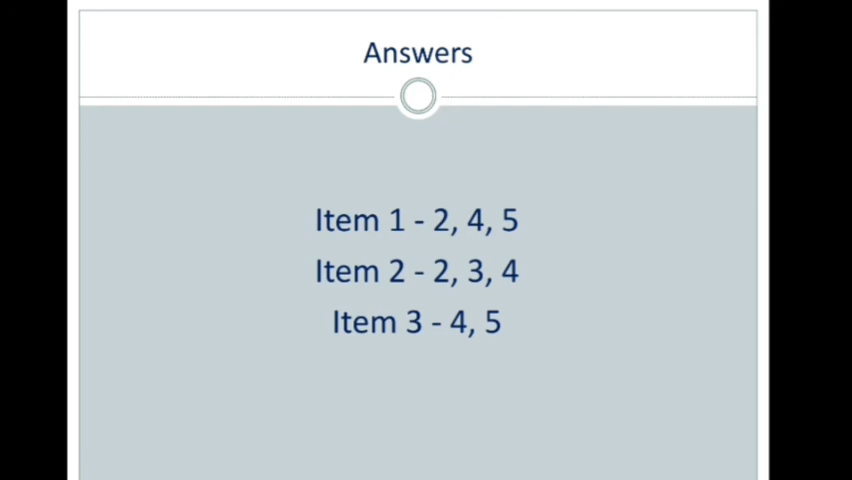 Answers
Item 1 - 2, 4, 5
Item 2 - 2, 3, 4
Item 3 - 4, 5